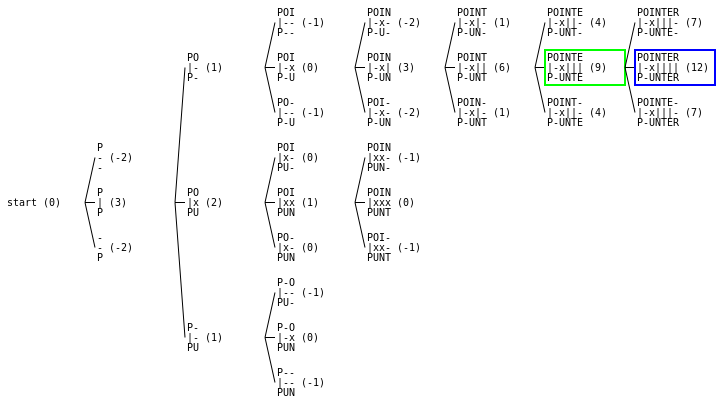 start (0)
P
- (-2)
-
P
| (3)
P
-
- (-2)
P
PO
|- (1)
P-
PO
|x (2)
PU
P-
|- (1)
PU
POI
|-- (-1)
P--
POI
|-x (0)
P-U
PO-
|-- (-1)
P-U
POI
|x- (0)
PU-
POI
|xx (1)
PUN
PO-
|x- (0)
PUN
P-O
|-- (-1)
PU-
P-O
|-x (0)
PUN
P--
|-- (-1)
PUN
POIN
|-x- (-2)
P-U-
POIN
|-x| (3)
P-UN
POI-
|-x- (-2)
P-UN
POIN
|xx- (-1)
PUN-
POIN
|xxx (0)
PUNT
POI-
|xx- (-1)
PUNT
POINT
|-x|- (1)
P-UN-
POINT
|-x|| (6)
P-UNT
POIN-
|-x|- (1)
P-UNT
POINTE
|-x||- (4)
P-UNT-
POINTE
|-x||| (9)
P-UNTE
POINT-
|-x||- (4)
P-UNTE
POINTER
|-x|||- (7)
P-UNTE-
POINTER
|-x|||| (12)
P-UNTER
POINTE-
|-x|||- (7)
P-UNTER